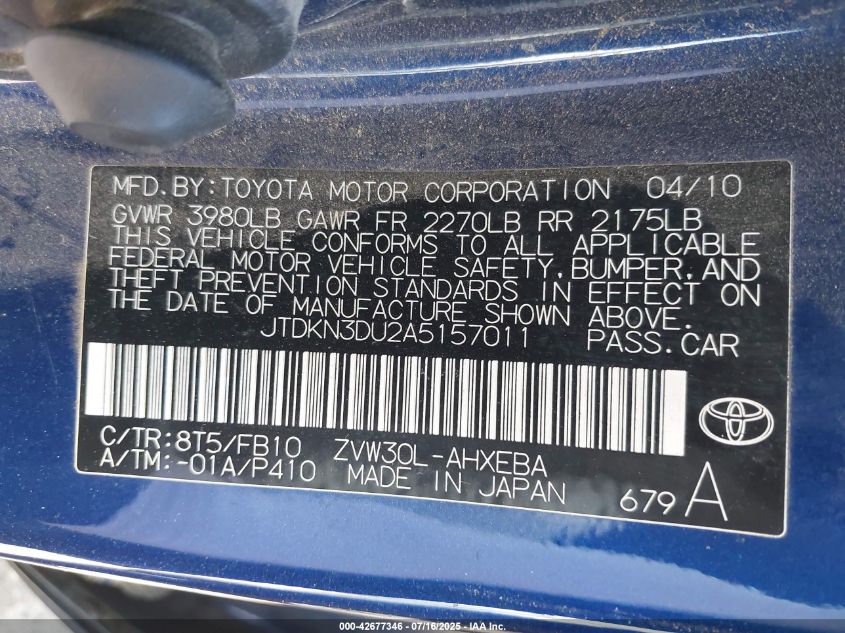 MFD.BY:TOYOTA MOTOR CORPORATION 04/10
GVWR 3980LB GAWR FR 2270LB RR 2175LB
THIS VEHICLE CONFORMS TO ALL APPLICABLE
FEDERAL MOTOR VEHICLE SAFETY,BUMPER,AND
THEFT PREVENTION STANDARDS IN EFFECT ON
THE DATE OF MANUFACTURE SHOWN ABOVE.
JTDKN3DU2A5157011 PASS.CAR
C/TR:8T5/FB10 ZVW30L-AHXEBA
A/TM:-01A/P410 MADE IN JAPAN
679 A
000-42677346 - 07/16/2025 - IAA Inc.